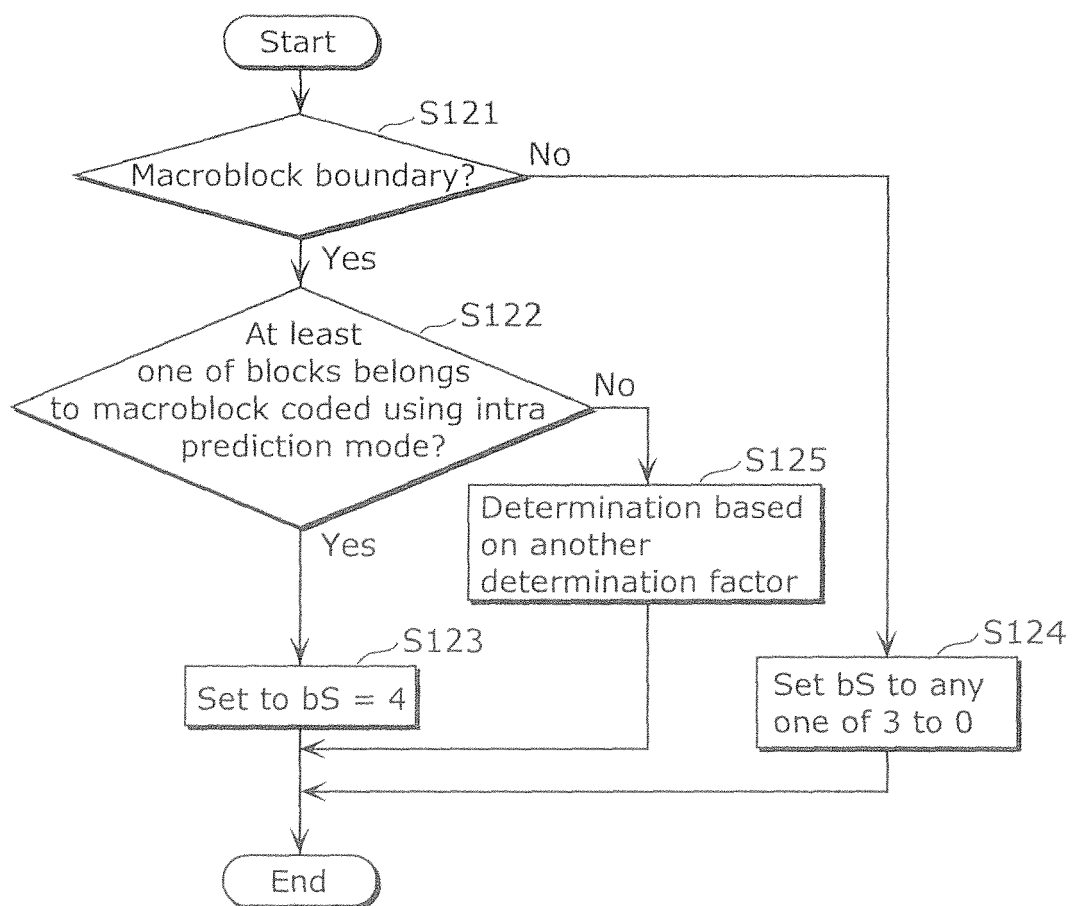 Start
S121
Macroblock boundary?
No
Yes
S122
At least
one of blocks belongs
to macroblock coded using intra
prediction mode?
No
S125
Determination based
on another
determination factor
Yes
S123
Set to bS = 4
S124
Set bS to any
one of 3 to 0
End